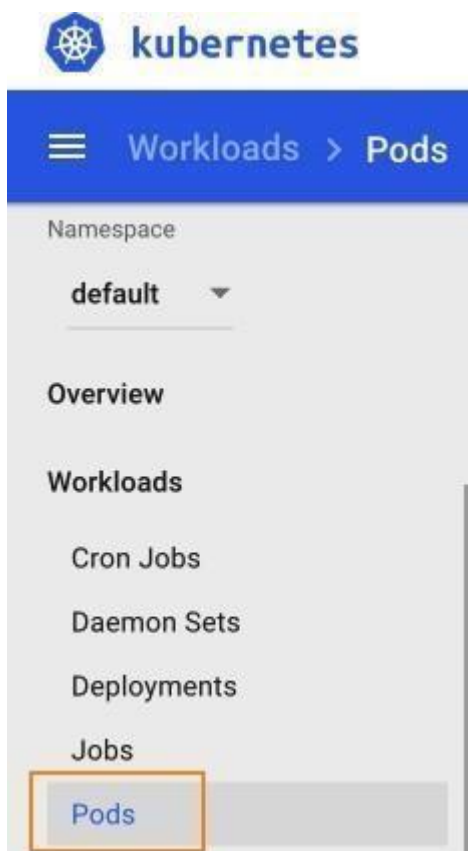 kubernetes
Workloads > Pods
Namespace
default
Overview
Workloads
Cron Jobs
Daemon Sets
Deployments
Jobs
Pods